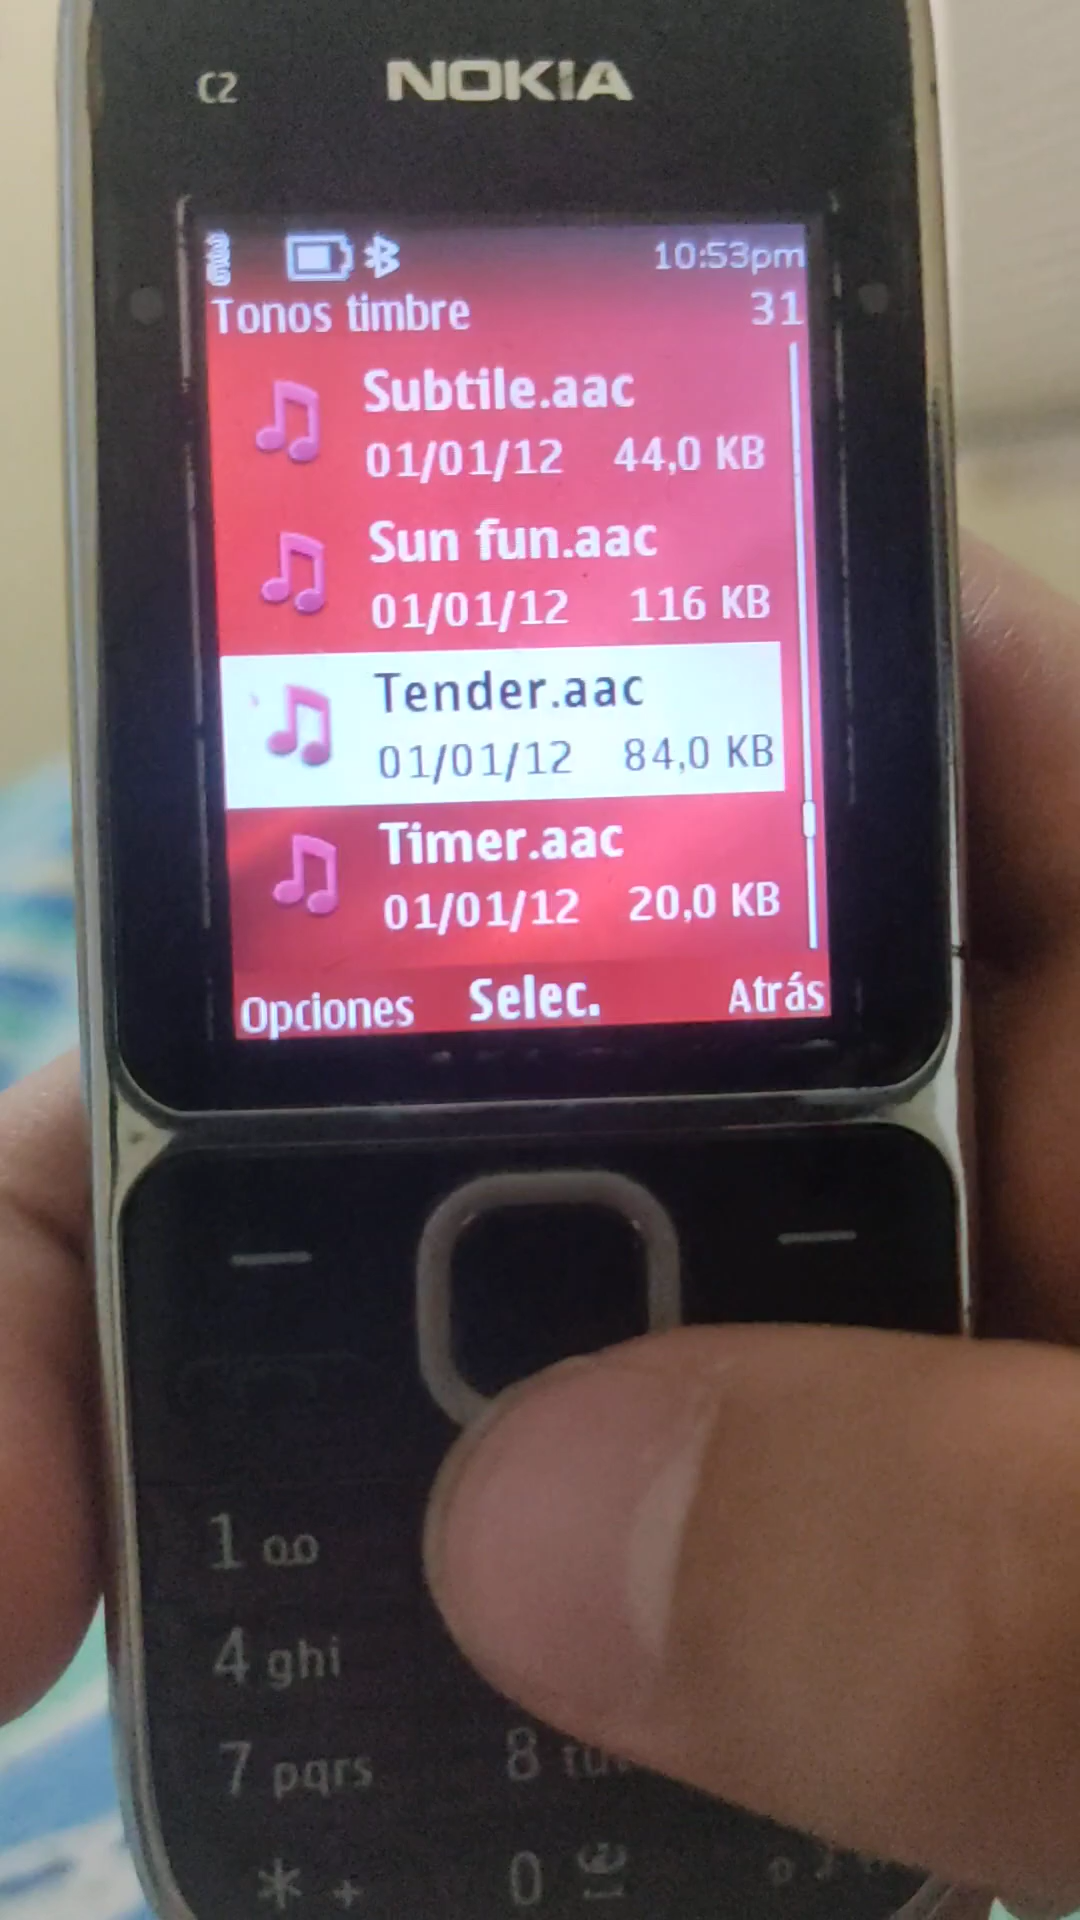 C2 NOKIA
10:53pm
Tonos timbre 31
Subtile.aac
01/01/12 44,0 KB
Sun fun.aac
01/01/12 116 KB
Tender.aac
01/01/12 84,0 KB
Timer.aac
01/01/12 20,0 KB
Opciones Selec. Atrás
1
4 ghi
7 pqrs 8
* + 0